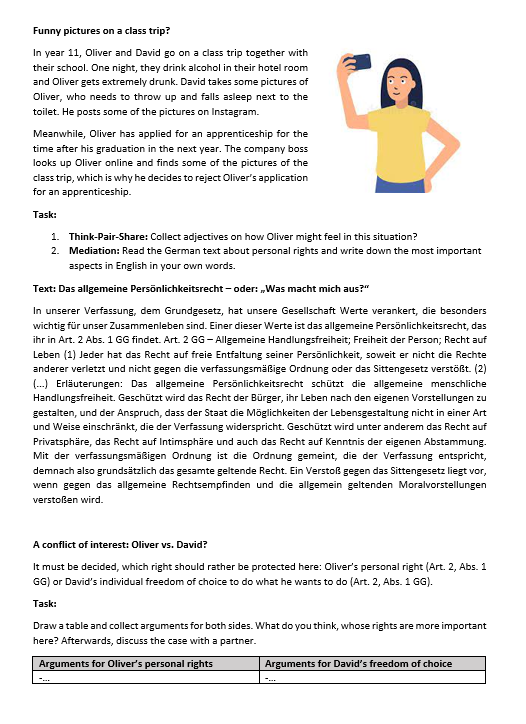 Funny pictures on a class trip?
In year 11, Oliver and David go on a class trip together with
their school. One night, they drink alcohol in their hotel room
and Oliver gets extremely drunk. David takes some pictures of
Oliver, who needs to throw up and falls asleep next to the
toilet. He posts some of the pictures on Instagram.
Meanwhile, Oliver has applied for an apprenticeship for the
time after his graduation in the next year. The company boss
looks up Oliver online and finds some of the pictures of the
class trip, which is why he decides to reject Oliver's application
for an apprenticeship.
Task:
1. Think-Pair-Share: Collect adjectives on how Oliver might feel in this situation?
2. Mediation: Read the German text about personal rights and write down the most important
aspects in English in your own words.
Text: Das allgemeine Persönlichkeitsrecht – oder: „Was macht mich aus?“
In unserer Verfassung, dem Grundgesetz, hat unsere Gesellschaft Werte verankert, die besonders
wichtig für unser Zusammenleben sind. Einer dieser Werte ist das allgemeine Persönlichkeitsrecht, das
ihr in Art. 2 Abs. 1 GG findet. Art. 2 GG – Allgemeine Handlungsfreiheit; Freiheit der Person; Recht auf
Leben (1) Jeder hat das Recht auf freie Entfaltung seiner Persönlichkeit, soweit er nicht die Rechte
anderer verletzt und nicht gegen die verfassungsmäßige Ordnung oder das Sittengesetz verstößt. (2)
(...) Erläuterungen: Das allgemeine Persönlichkeitsrecht schützt die allgemeine menschliche
Handlungsfreiheit. Geschützt wird das Recht der Bürger, ihr Leben nach den eigenen Vorstellungen zu
gestalten, und der Anspruch, dass der Staat die Möglichkeiten der Lebensgestaltung nicht in einer Art
und Weise einschränkt, die der Verfassung widerspricht. Geschützt wird unter anderem das Recht auf
Privatsphäre, das Recht auf Intimsphäre und auch das Recht auf Kenntnis der eigenen Abstammung.
Mit der verfassungsmäßigen Ordnung ist die Ordnung gemeint, die der Verfassung entspricht,
demnach also grundsätzlich das gesamte geltende Recht. Ein Verstoß gegen das Sittengesetz liegt vor,
wenn gegen das allgemeine Rechtsempfinden und die allgemein geltenden Moralvorstellungen
verstoßen wird.
A conflict of interest: Oliver vs. David?
It must be decided, which right should rather be protected here: Oliver's personal right (Art. 2, Abs. 1
GG) or David's individual freedom of choice to do what he wants to do (Art. 2, Abs. 1 GG).
Task:
Draw a table and collect arguments for both sides. What do you think, whose rights are more important
here? Afterwards, discuss the case with a partner.
Arguments for Oliver's personal rights Arguments for David's freedom of choice
-... -...